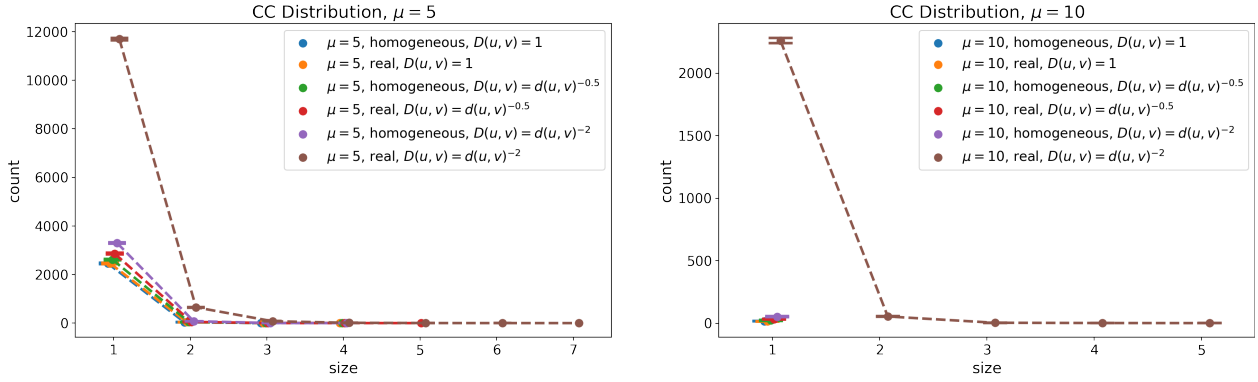 CC Distribution, μ = 5
12000
10000
8000
6000
4000
2000
0
count
1 2 3 4 5 6 7
size
μ = 5, homogeneous, D(u, v) = 1
μ = 5, real, D(u, v) = 1
μ = 5, homogeneous, D(u, v) = d(u, v)⁻⁰·⁵
μ = 5, real, D(u, v) = d(u, v)⁻⁰·⁵
μ = 5, homogeneous, D(u, v) = d(u, v)⁻²
μ = 5, real, D(u, v) = d(u, v)⁻²
CC Distribution, μ = 10
2000
1500
1000
500
0
count
1 2 3 4 5
size
μ = 10, homogeneous, D(u, v) = 1
μ = 10, real, D(u, v) = 1
μ = 10, homogeneous, D(u, v) = d(u, v)⁻⁰·⁵
μ = 10, real, D(u, v) = d(u, v)⁻⁰·⁵
μ = 10, homogeneous, D(u, v) = d(u, v)⁻²
μ = 10, real, D(u, v) = d(u, v)⁻²